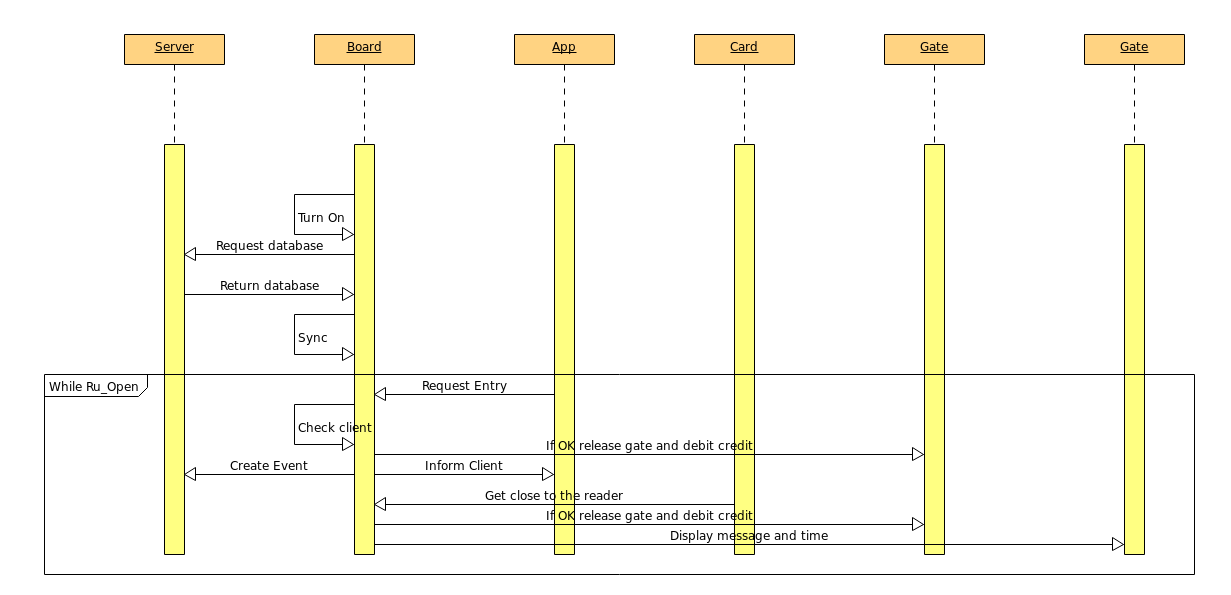 Server
Board
App
Card
Gate
Gate
Turn On
Request database
Return database
Sync
While Ru_Open
Request Entry
Check client
If OK release gate and debit credit
Create Event
Inform Client
Get close to the reader
If OK release gate and debit credit
Display message and time